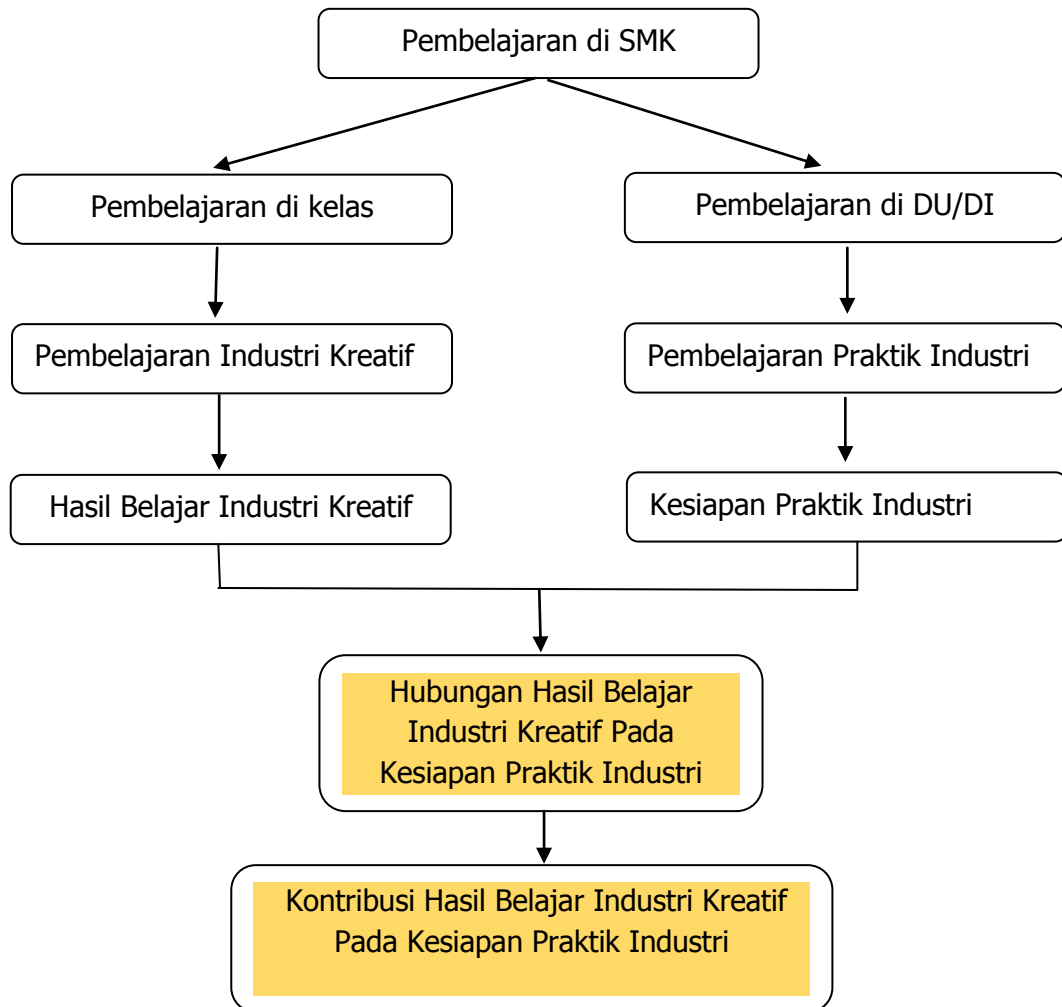 Pembelajaran di SMK
Pembelajaran di kelas
Pembelajaran di DU/DI
Pembelajaran Industri Kreatif
Pembelajaran Praktik Industri
Hasil Belajar Industri Kreatif
Kesiapan Praktik Industri
Hubungan Hasil Belajar
Industri Kreatif Pada
Kesiapan Praktik Industri
Kontribusi Hasil Belajar Industri Kreatif
Pada Kesiapan Praktik Industri